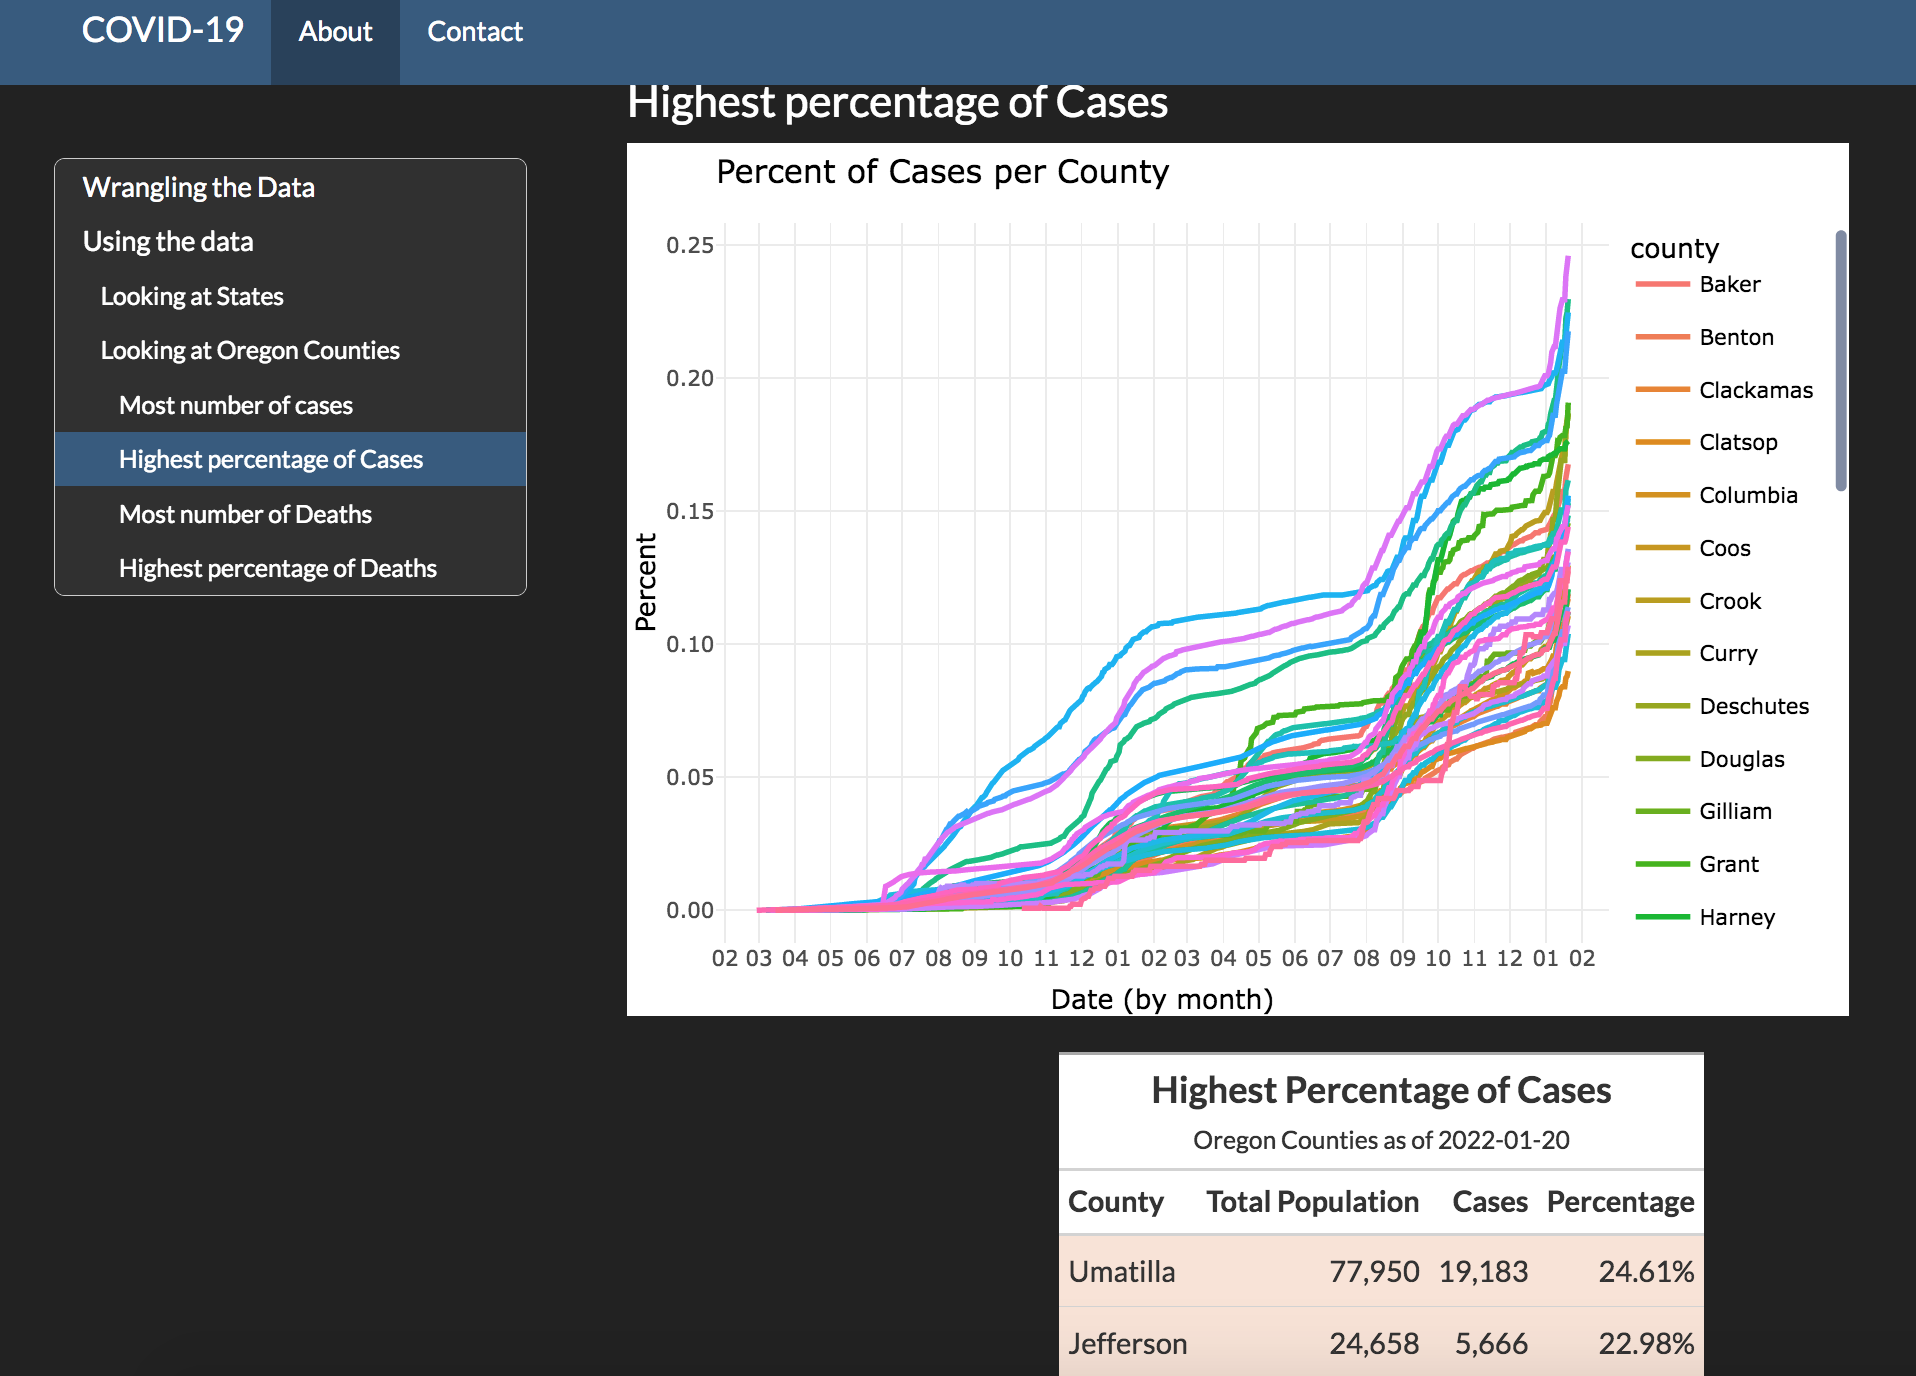 COVID-19 About Contact
Highest percentage of Cases
Wrangling the Data
Using the data
Looking at States
Looking at Oregon Counties
Most number of cases
Highest percentage of Cases
Most number of Deaths
Highest percentage of Deaths
Percent of Cases per County
Percent
0.25
0.20
0.15
0.10
0.05
0.00
02 03 04 05 06 07 08 09 10 11 12 01 02 03 04 05 06 07 08 09 10 11 12 01 02
Date (by month)
county
Baker
Benton
Clackamas
Clatsop
Columbia
Coos
Crook
Curry
Deschutes
Douglas
Gilliam
Grant
Harney
Highest Percentage of Cases
Oregon Counties as of 2022-01-20
County Total Population Cases Percentage
Umatilla 77,950 19,183 24.61%
Jefferson 24,658 5,666 22.98%